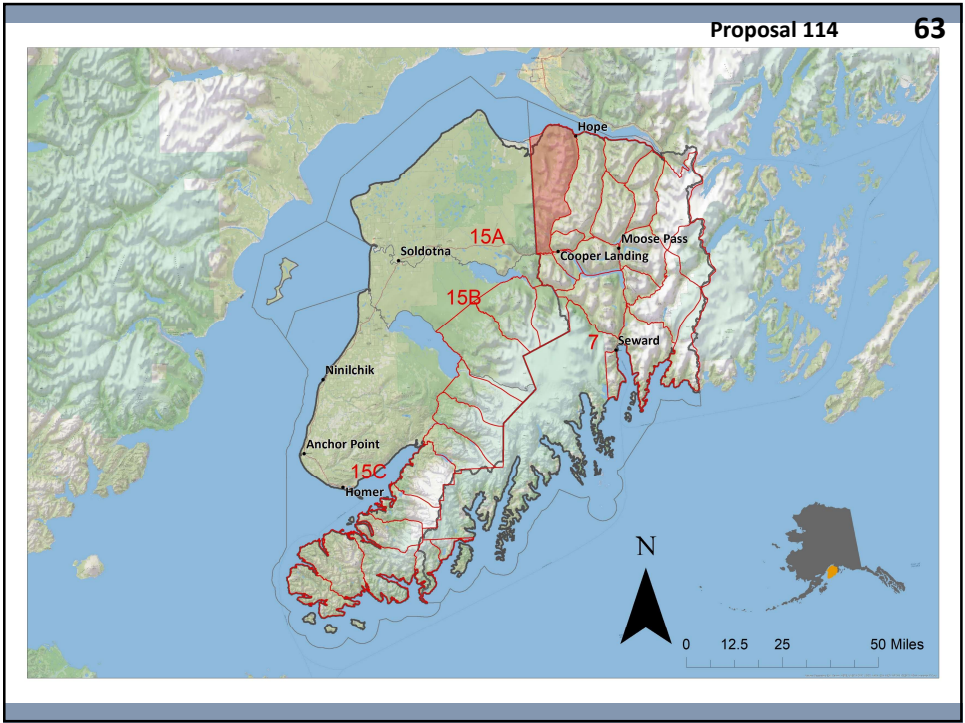 Proposal 114
63
Hope
15A
Moose Pass
Soldotna
Cooper Landing
15B
7
Seward
Ninilchik
Anchor Point
15C
Homer
N
0 12.5 25 50 Miles